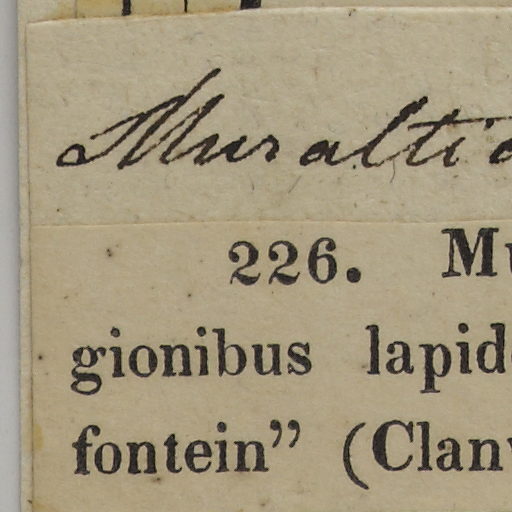 Muraltia
226. Mu
gionibus lapid
fontein” (Clanw